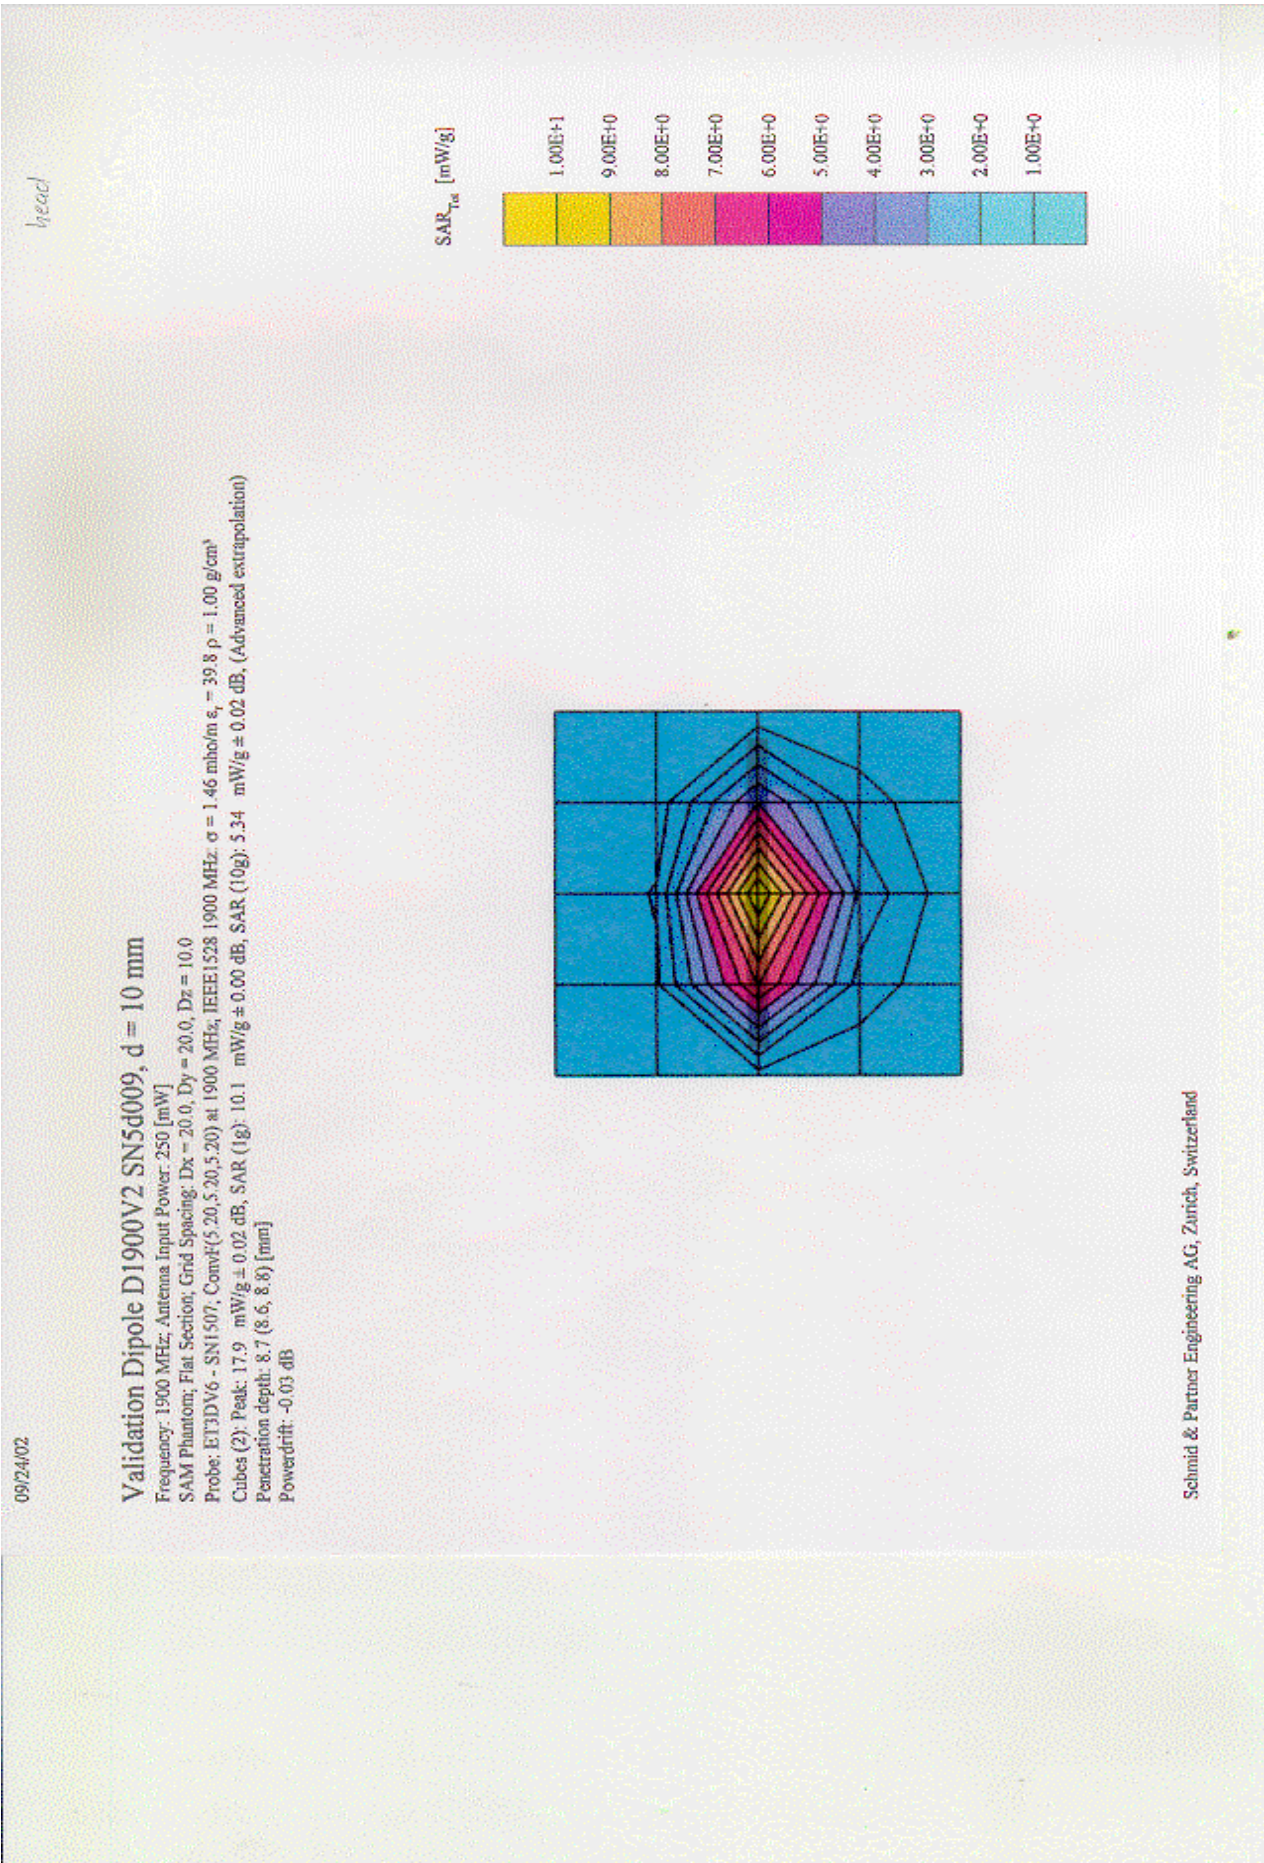 09/24/02
head
Validation Dipole D1900V2 SN5d009, d = 10 mm
Frequency: 1900 MHz; Antenna Input Power: 250 [mW]
SAM Phantom; Flat Section; Grid Spacing: Dx = 20.0, Dy = 20.0, Dz = 10.0
Probe: ET3DV6 - SN1507; ConvF(5.20,5.20,5.20) at 1900 MHz; IEEE1528 1900 MHz: σ = 1.46 mho/m εr = 39.8 ρ = 1.00 g/cm³
Cubes (2): Peak: 17.9 mW/g ± 0.02 dB, SAR (1g): 10.1 mW/g ± 0.00 dB, SAR (10g): 5.34 mW/g ± 0.02 dB, (Advanced extrapolation)
Penetration depth: 8.7 (8.6, 8.8) [mm]
Powerdrift: -0.03 dB
SARTot [mW/g]
1.00E+1
9.00E+0
8.00E+0
7.00E+0
6.00E+0
5.00E+0
4.00E+0
3.00E+0
2.00E+0
1.00E+0
Schmid & Partner Engineering AG, Zurich, Switzerland